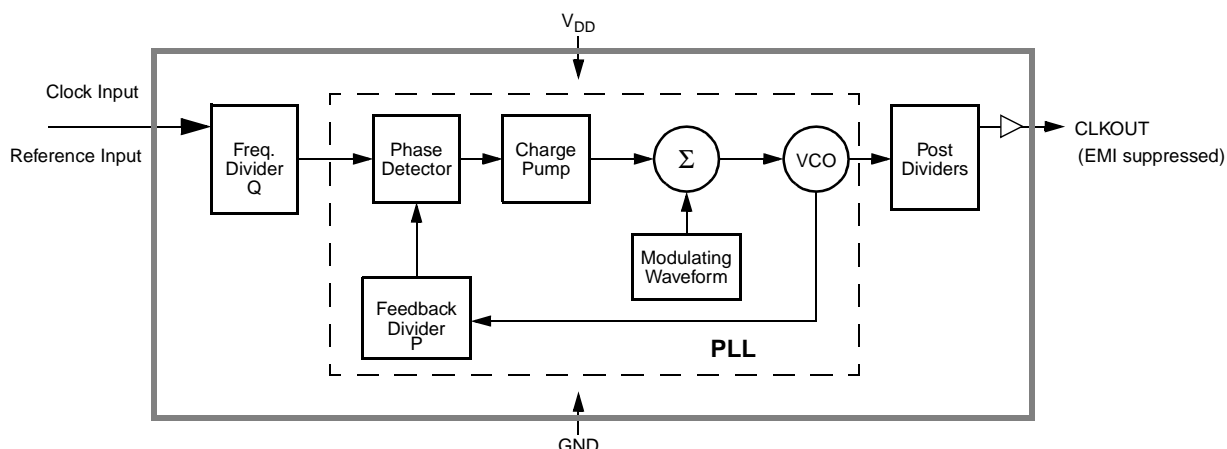 VDD
Clock Input
Reference Input
Freq.
Divider
Q
Phase
Detector
Charge
Pump
Σ
VCO
Post
Dividers
CLKOUT
(EMI suppressed)
Modulating
Waveform
Feedback
Divider
P
PLL
GND